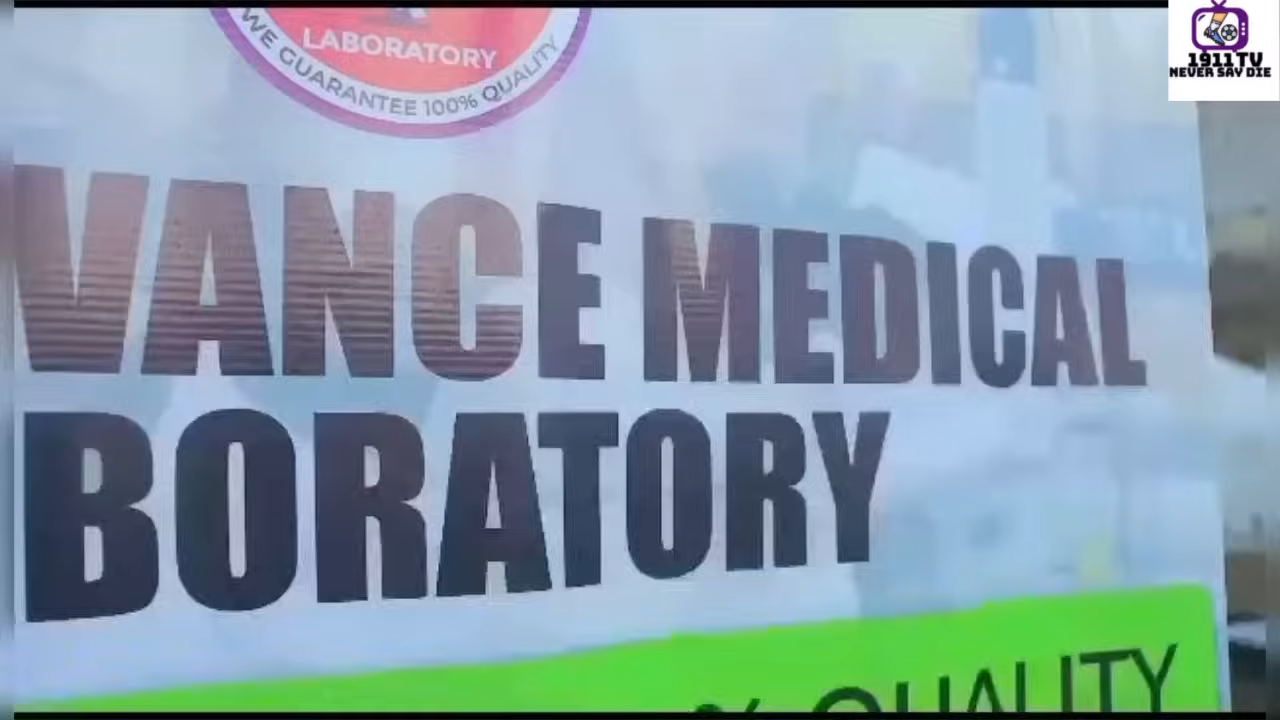 LABORATORY
WE GUARANTEE 100% QUALITY
VANCE MEDICAL
BORATORY
% QUALITY
1911TV
NEVER SAY DIE